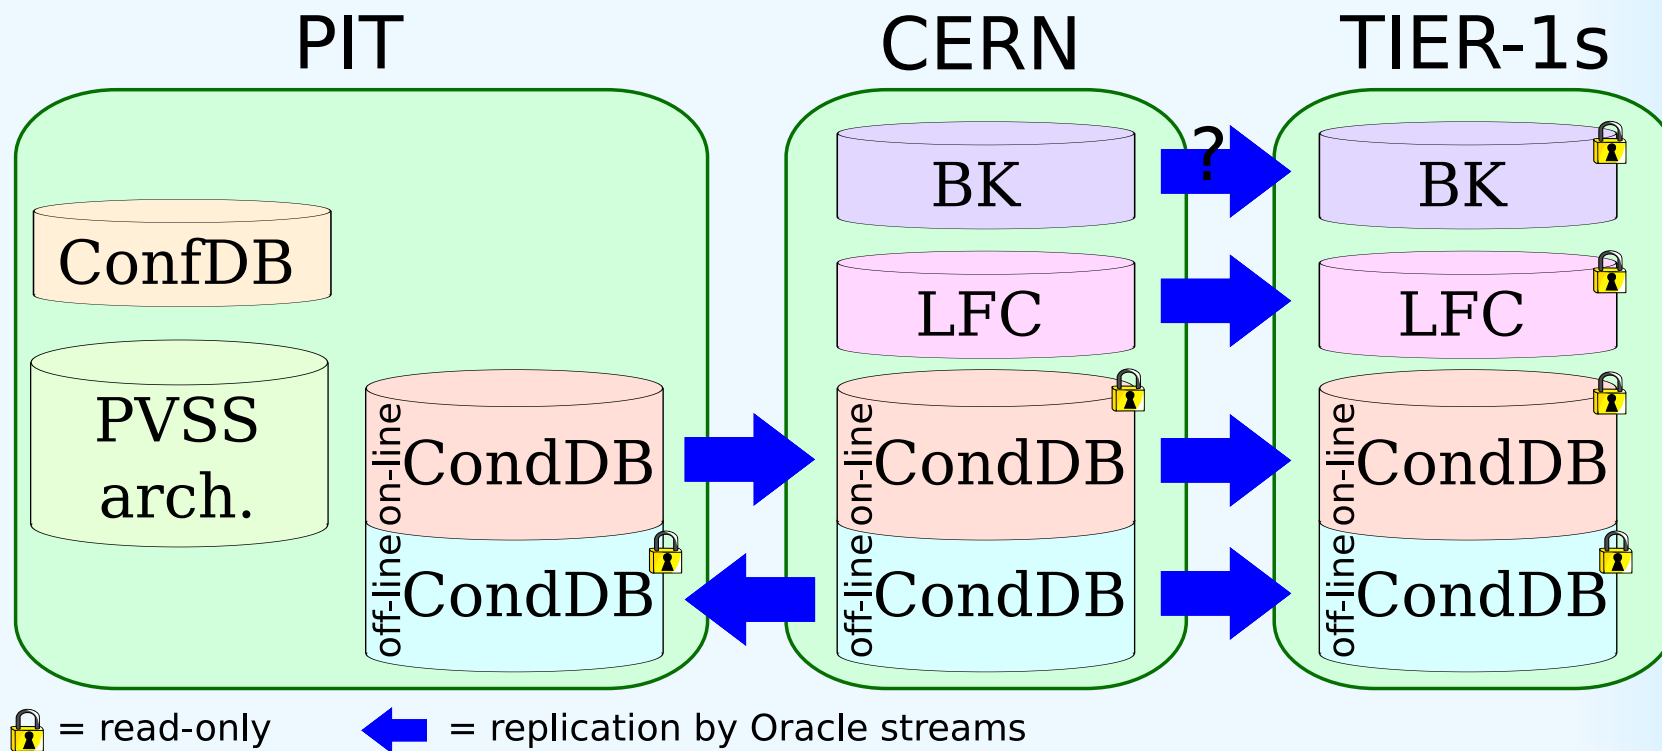 PIT
CERN
TIER-1s
ConfDB
PVSS
arch.
on-line
CondDB
off-line
CondDB
BK
LFC
on-line
CondDB
off-line
CondDB
?
BK
LFC
on-line
CondDB
off-line
CondDB
= read-only
= replication by Oracle streams